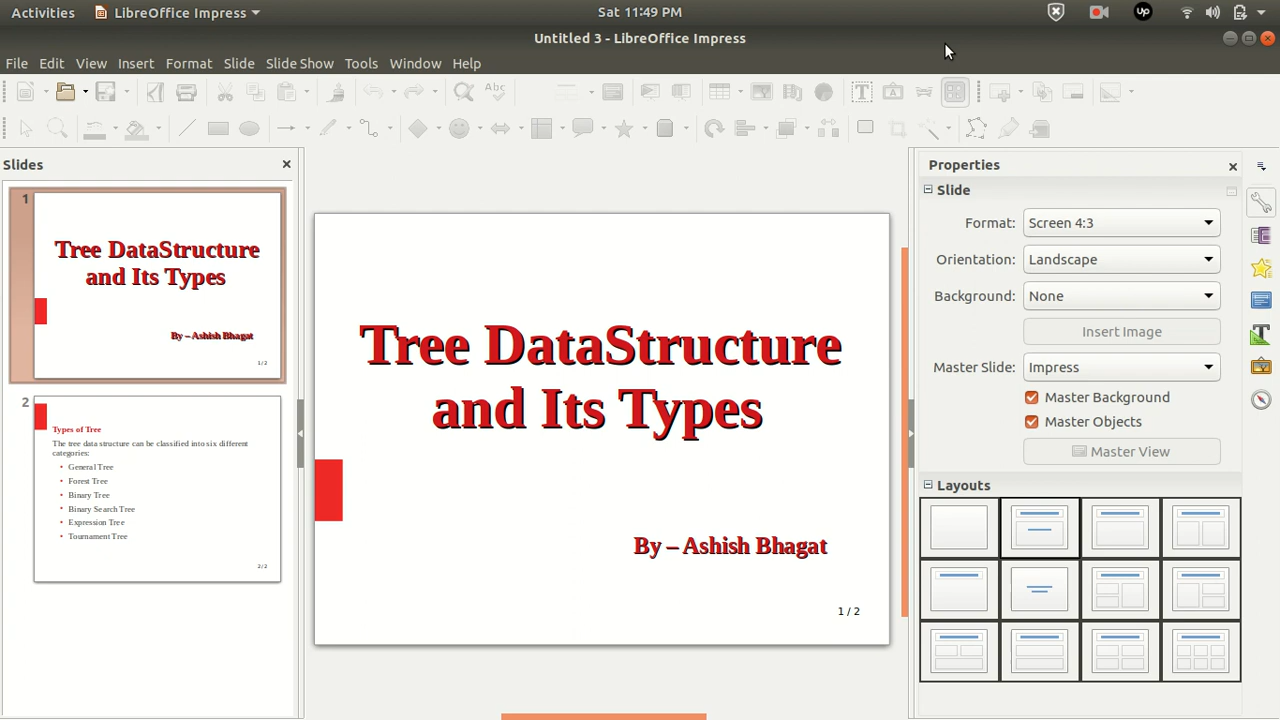 Activities LibreOffice Impress Sat 11:49 PM Up
Untitled 3 - LibreOffice Impress
File Edit View Insert Format Slide Slide Show Tools Window Help
Abc T A
Slides
1
Tree DataStructure
and Its Types
By – Ashish Bhagat
1/2
2
Types of Tree
The tree data structure can be classified into six different
categories:
• General Tree
• Forest Tree
• Binary Tree
• Binary Search Tree
• Expression Tree
• Tournament Tree
2/2
Tree DataStructure
and Its Types
By – Ashish Bhagat
1 / 2
Properties
Slide
Format: Screen 4:3
Orientation: Landscape
Background: None
Insert Image
Master Slide: Impress
Master Background
Master Objects
Master View
Layouts